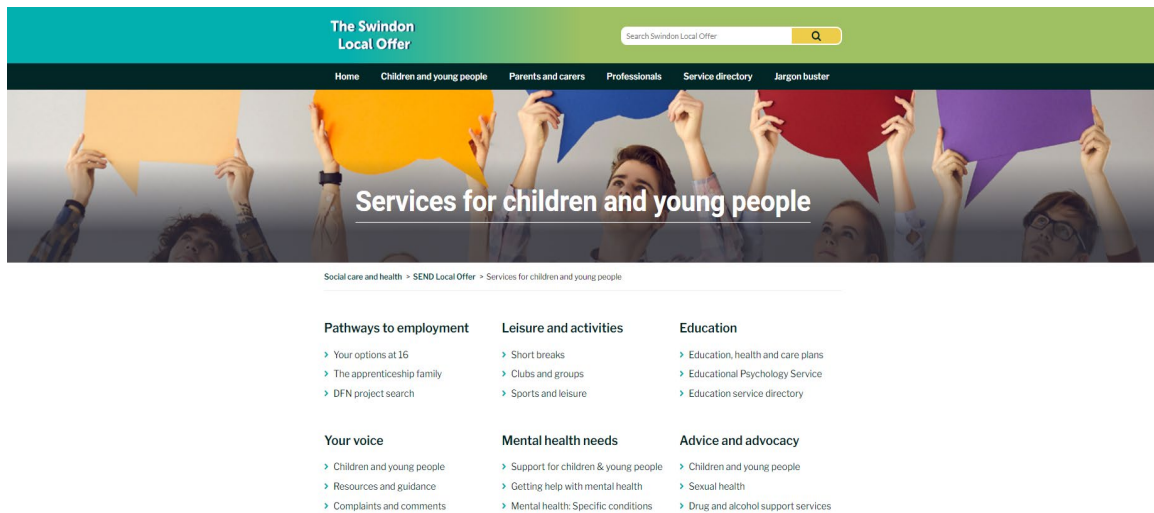 The Swindon
Local Offer
Search Swindon Local Offer
Home Children and young people Parents and carers Professionals Service directory Jargon buster
Services for children and young people
Social care and health > SEND Local Offer > Services for children and young people
Pathways to employment
> Your options at 16
> The apprenticeship family
> DFN project search
Leisure and activities
> Short breaks
> Clubs and groups
> Sports and leisure
Education
> Education, health and care plans
> Educational Psychology Service
> Education service directory
Your voice
> Children and young people
> Resources and guidance
> Complaints and comments
Mental health needs
> Support for children & young people
> Getting help with mental health
> Mental health: Specific conditions
Advice and advocacy
> Children and young people
> Sexual health
> Drug and alcohol support services